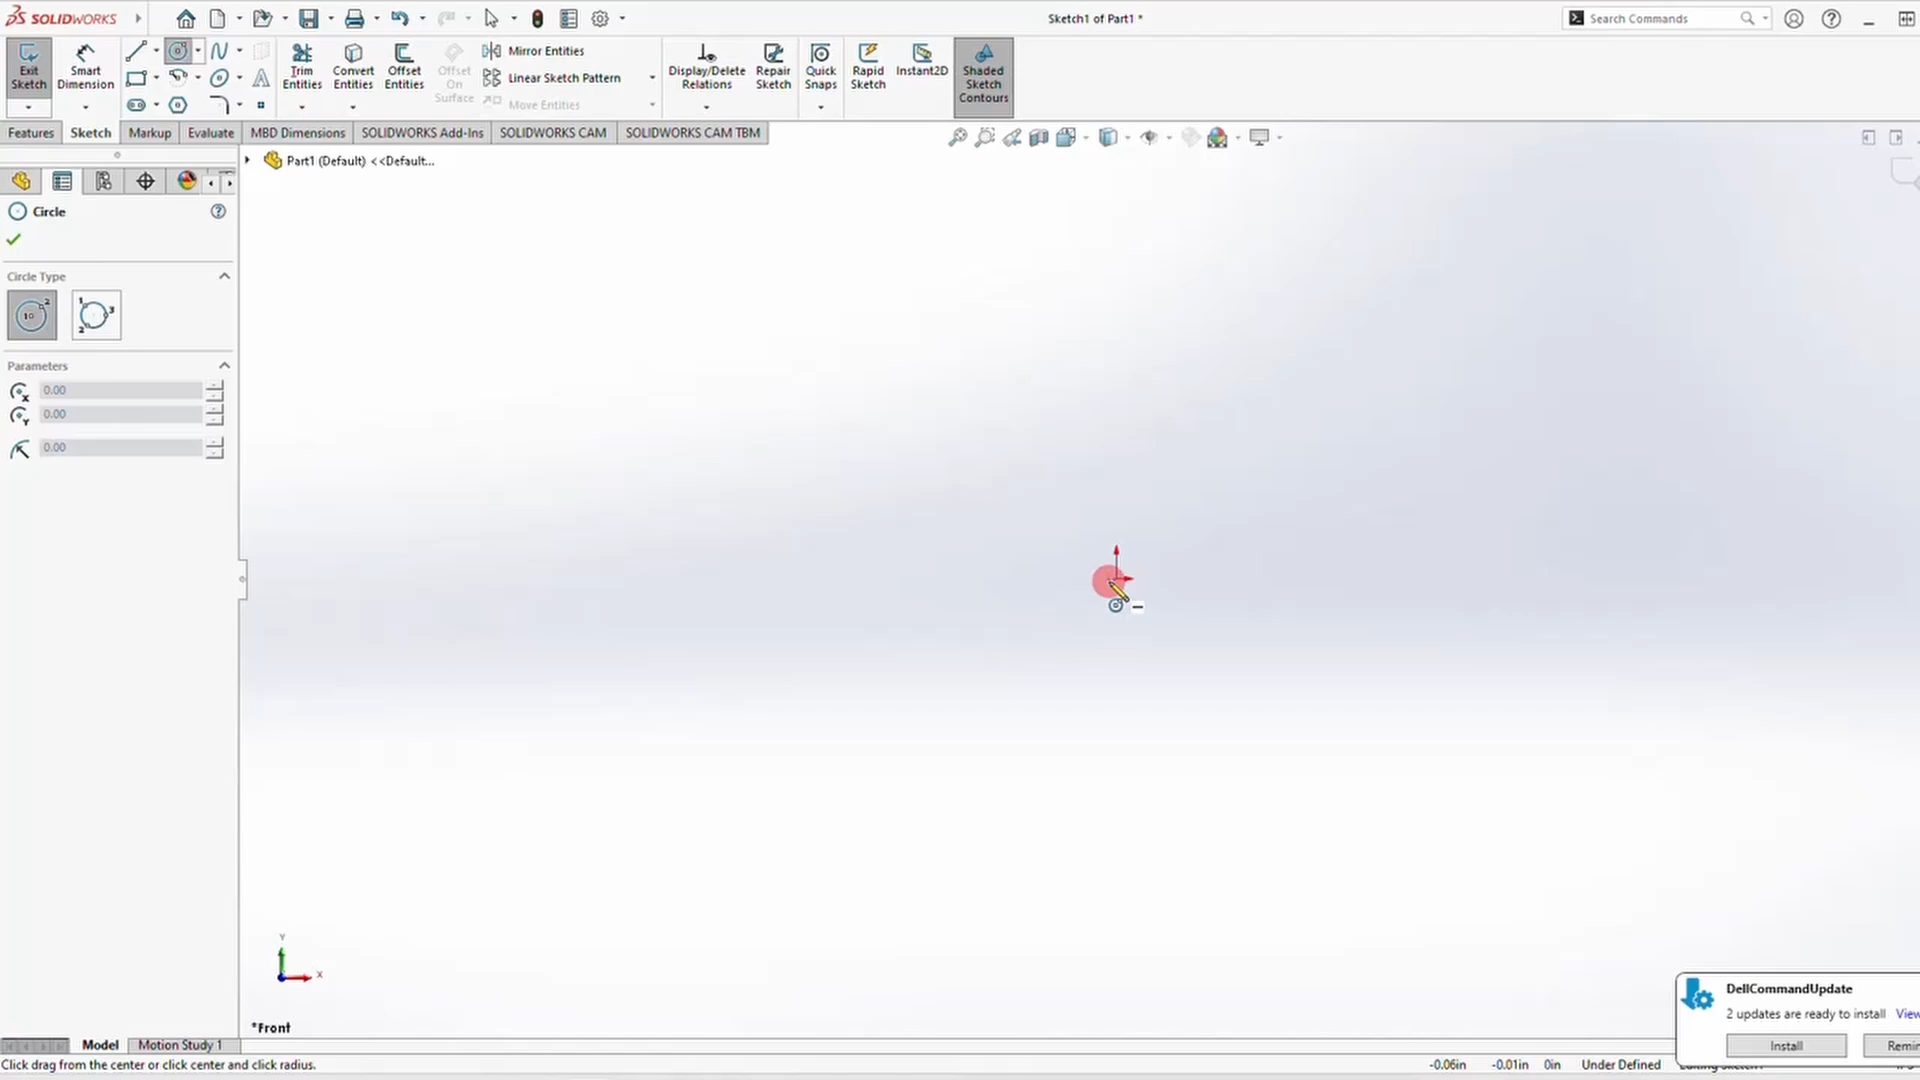 SOLIDWORKS
Sketch1 of Part1 *
Search Commands
Exit Sketch
Smart Dimension
Trim Entities
Convert Entities
Offset Entities
Offset On Surface
Mirror Entities
Linear Sketch Pattern
Move Entities
Display/Delete Relations
Repair Sketch
Quick Snaps
Rapid Sketch
Instant2D
Shaded Sketch Contours
Features
Sketch
Markup
Evaluate
MBD Dimensions
SOLIDWORKS Add-Ins
SOLIDWORKS CAM
SOLIDWORKS CAM TBM
Part1 (Default) <<Default...
Circle
Circle Type
Parameters
0.00
0.00
0.00
Y
X
*Front
DellCommandUpdate
2 updates are ready to install View
Install
Remin
Model
Motion Study 1
Click drag from the center or click center and click radius.
-0.06in
-0.01in
0in
Under Defined